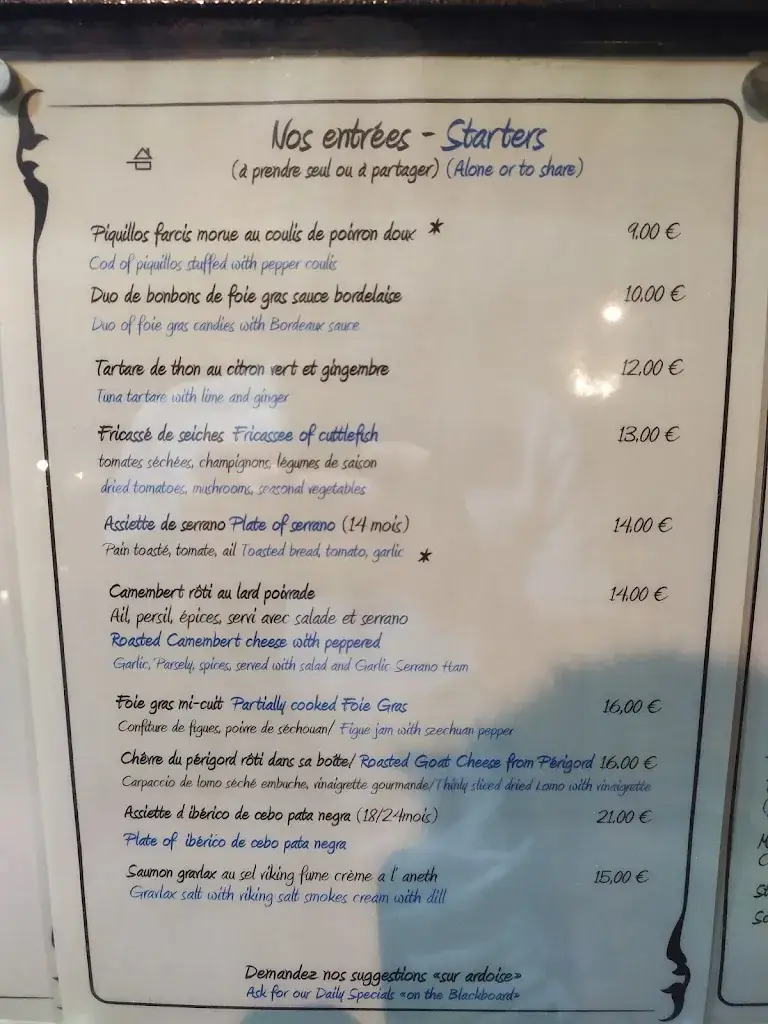 Nos entrées - Starters
(à prendre seul ou à partager) (Alone or to share)
Piquillos farcis morue au coulis de poivron doux * 9.00 €
Cod of piquillos stuffed with pepper coulis
Duo de bonbons de foie gras sauce bordelaise 10.00 €
Duo of foie gras candies with Bordeaux sauce
Tartare de thon au citron vert et gingembre 12.00 €
Tuna tartare with lime and ginger
Fricassé de seiches Fricassee of cuttlefish 13.00 €
tomates séchées, champignons, légumes de saison
dried tomatoes, mushrooms, seasonal vegetables
Assiette de serrano Plate of serrano (14 mois) 14.00 €
Pain toasté, tomate, ail Toasted bread, tomato, garlic *
Camembert rôti au lard poivrade 14.00 €
Ail, persil, épices, servi avec salade et serrano
Roasted Camembert cheese with peppered
Garlic, Parsely, spices, served with salad and Garlic Serrano Ham
Foie gras mi-cuit Partially cooked Foie Gras 16,00 €
Confiture de figues, poivre de séchouan/ Figue jam with szechuan pepper
Chèvre du périgord rôti dans sa boîte/ Roasted Goat Cheese from Périgord 16.00 €
Carpaccio de lomo séché embuche, vinaigrette gourmande/Thinly sliced dried Lomo with vinaigrette
Assiette d ibérico de cebo pata negra (18/24mois) 21.00 €
Plate of ibérico de cebo pata negra
Saumon gravlax au sel viking fume crème a l' aneth 15,00 €
Gravlax salt with viking salt smokes cream with dill
Demandez nos suggestions «sur ardoise»
Ask for our Daily Specials «on the Blackboard»